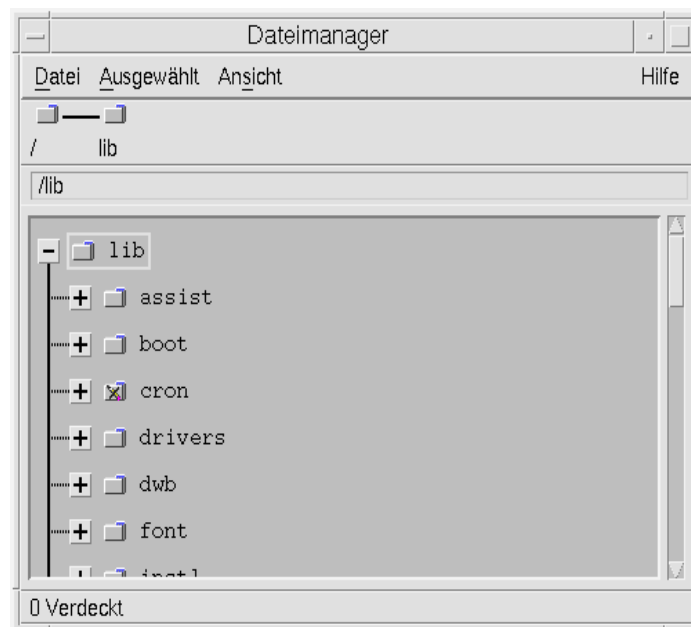 Dateimanager
Datei Ausgewählt Ansicht Hilfe
/ lib
/lib
lib
assist
boot
cron
drivers
dwb
font
0 Verdeckt